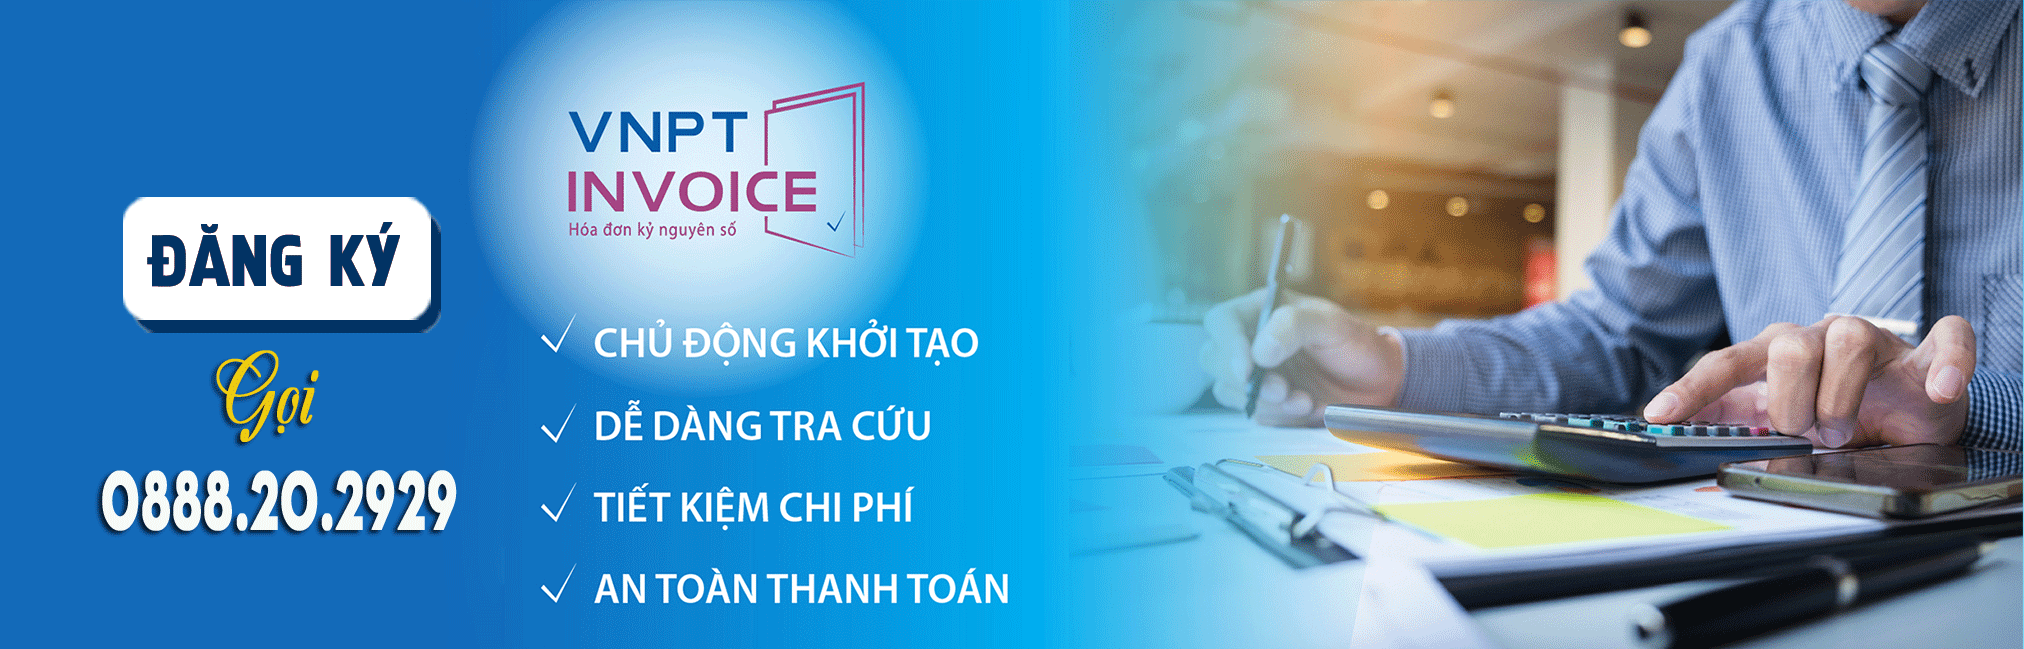 ĐĂNG KÝ
Gọi
0888.20.2929
VNPT
INVOICE
Hóa đơn kỷ nguyên số
CHỦ ĐỘNG KHỞI TẠO
DỄ DÀNG TRA CỨU
TIẾT KIỆM CHI PHÍ
AN TOÀN THANH TOÁN